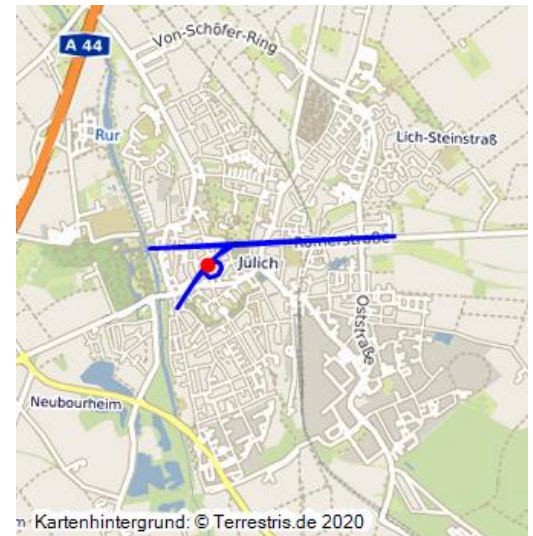 Von-Schöfer-Ring
A 44
Rur
Lich-Steinstraß
Römerstraße
Jülich
Oststraße
Neubourheim
m Kartenhintergrund: © Terrestris.de 2020